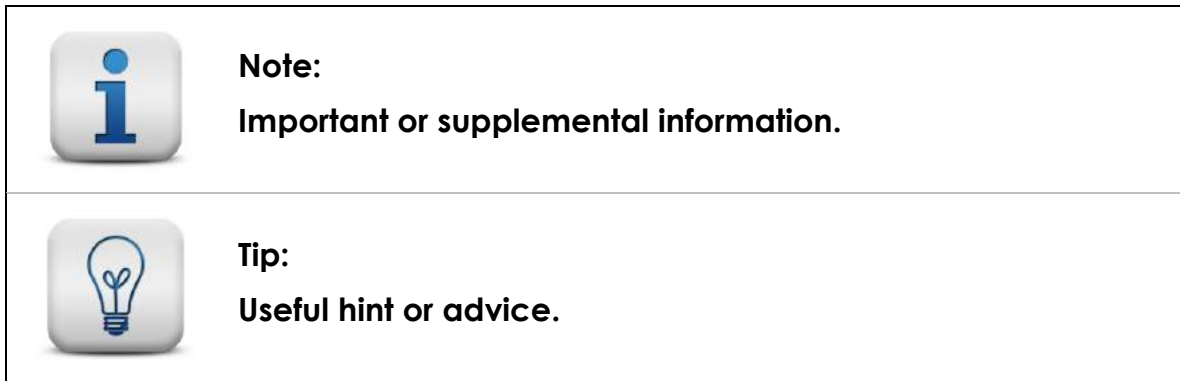 Note:
Important or supplemental information.
Tip:
Useful hint or advice.